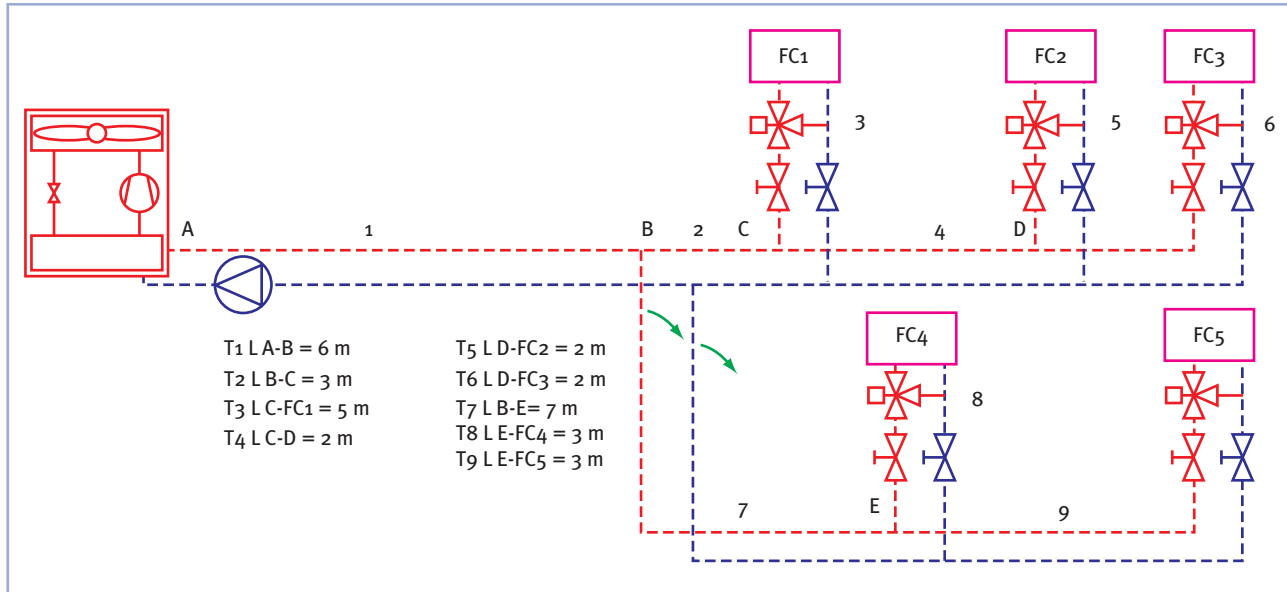 FC1
FC2
FC3
3
5
6
A
1
B
2
C
4
D
T1 L A-B = 6 m
T2 L B-C = 3 m
T3 L C-FC1 = 5 m
T4 L C-D = 2 m
T5 L D-FC2 = 2 m
T6 L D-FC3 = 2 m
T7 L B-E= 7 m
T8 L E-FC4 = 3 m
T9 L E-FC5 = 3 m
FC4
FC5
8
7
E
9